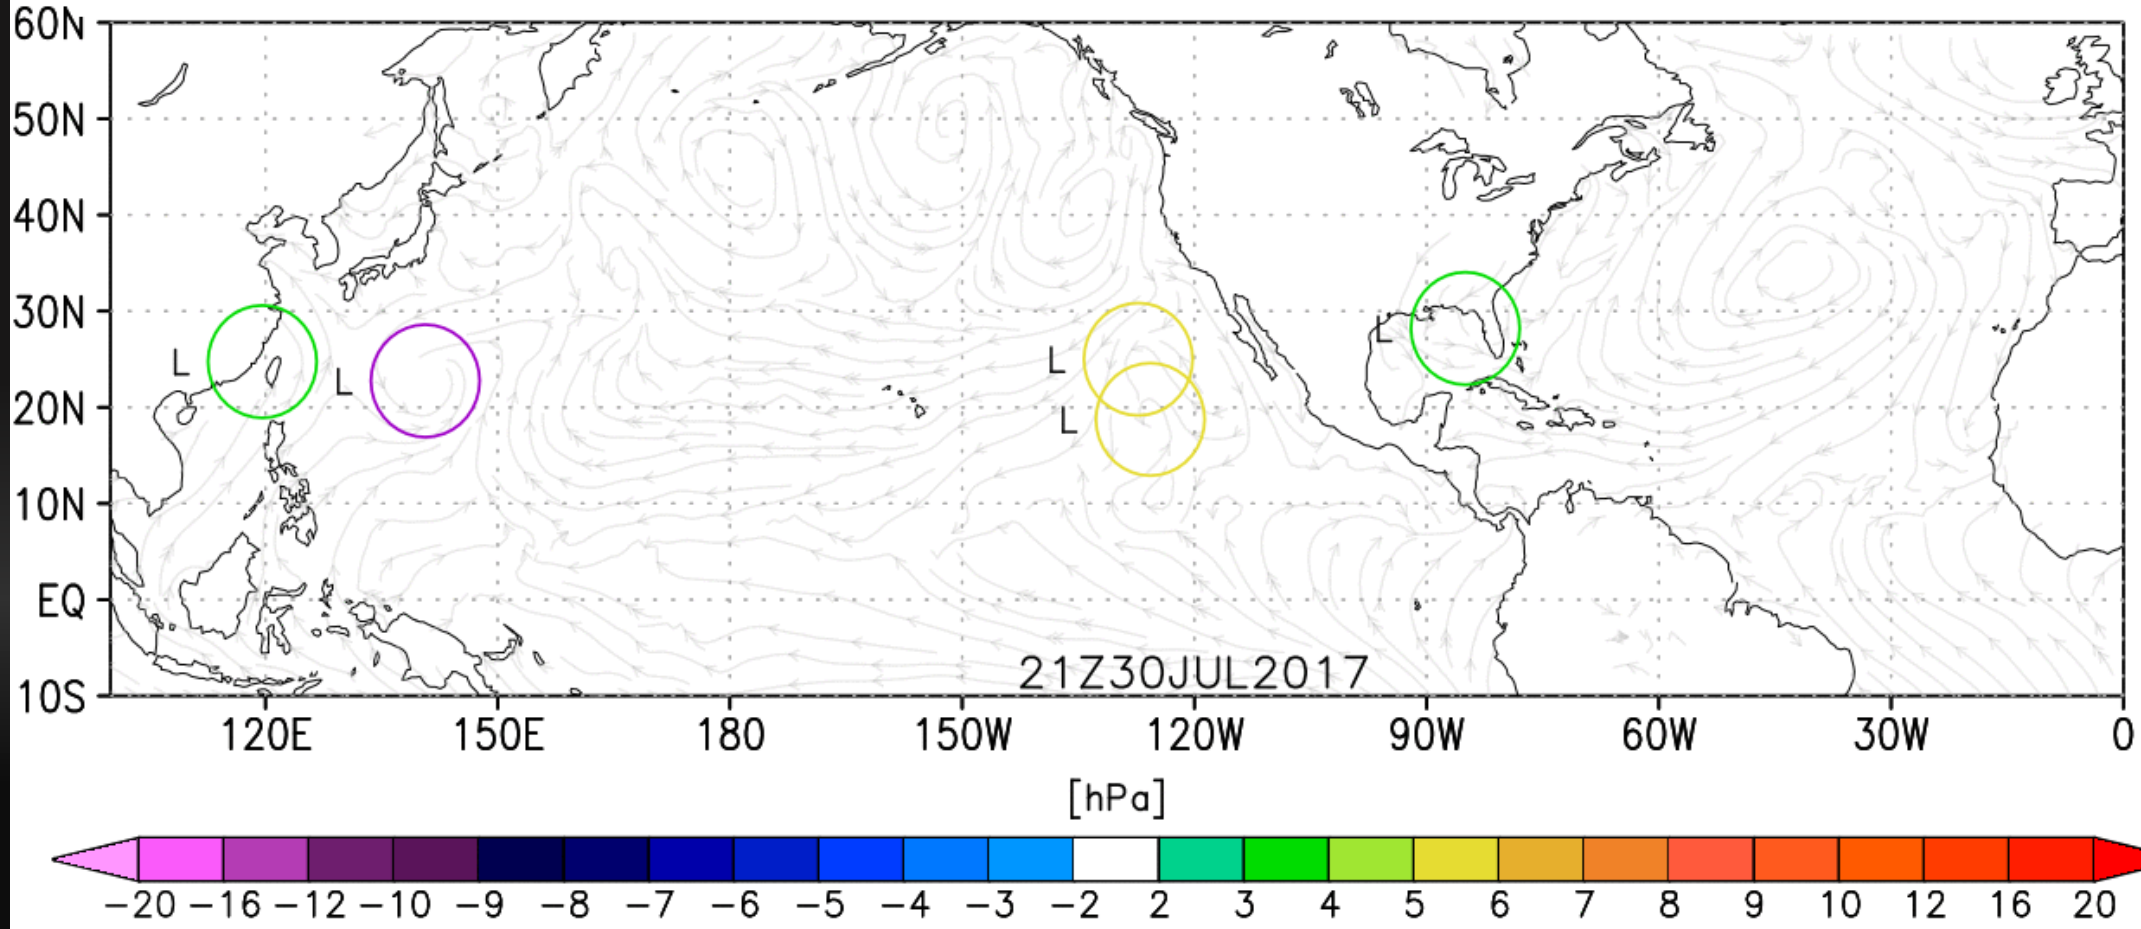 60N
50N
40N
30N
20N
10N
EQ
10S
L
L
L
L
L
21Z30JUL2017
120E 150E 180 150W 120W 90W 60W 30W 0
[hPa]
−20 −16 −12 −10 −9 −8 −7 −6 −5 −4 −3 −2 2 3 4 5 6 7 8 9 10 12 16 20